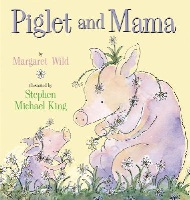 Piglet and Mama
by
Margaret Wild
illustrated by
Stephen
Michael King